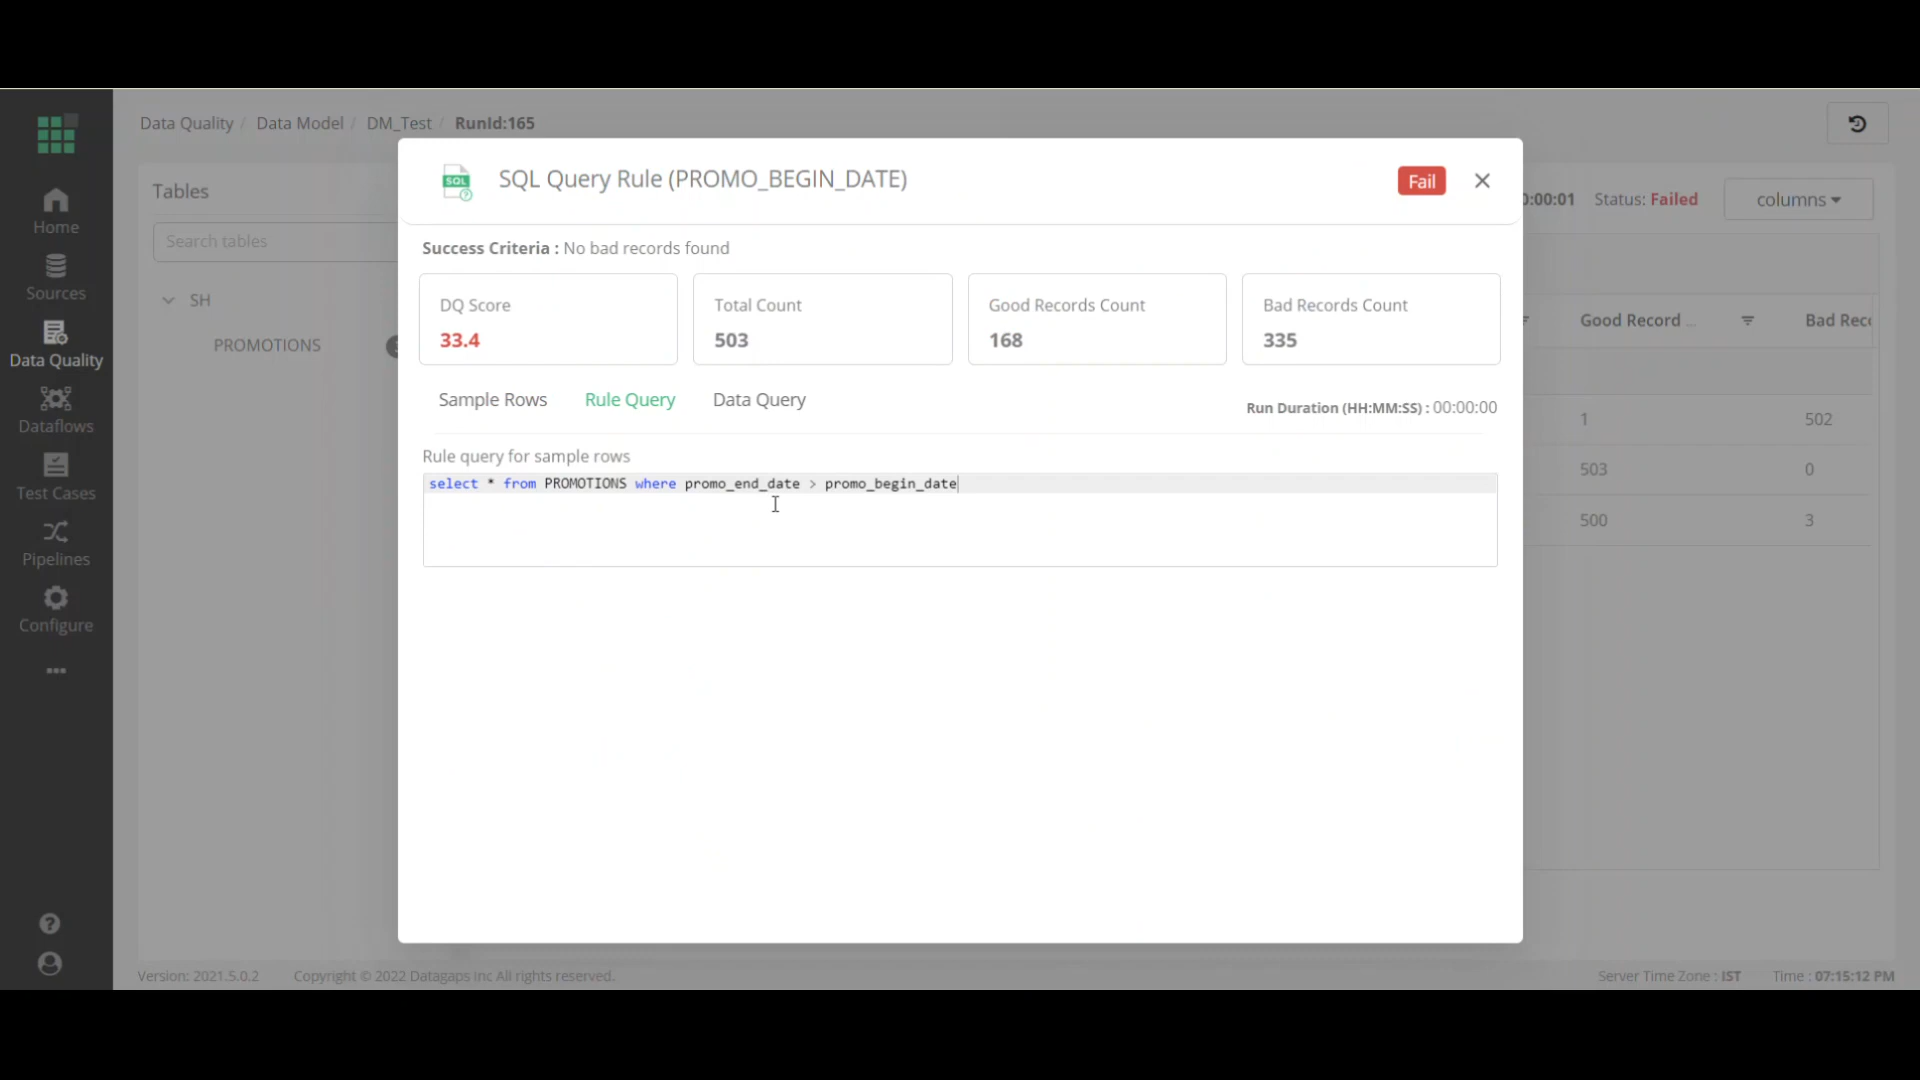 Data Quality / Data Model / DM_Test / RunId:165
Home
Sources
Data Quality
Dataflows
Test Cases
Pipelines
Configure
Tables
Search tables
SH
PROMOTIONS
SQL
SQL Query Rule (PROMO_BEGIN_DATE)
Fail
Success Criteria : No bad records found
DQ Score
33.4
Total Count
503
Good Records Count
168
Bad Records Count
335
Sample Rows
Rule Query
Data Query
Run Duration (HH:MM:SS) : 00:00:00
Rule query for sample rows
select * from PROMOTIONS where promo_end_date > promo_begin_date
:00:01 Status: Failed
columns
Good Record ...
Bad Rec
1 502
503 0
500 3
Version: 2021.5.0.2 Copyright © 2022 Datagaps Inc All rights reserved.
Server Time Zone : IST Time : 07:15:12 PM